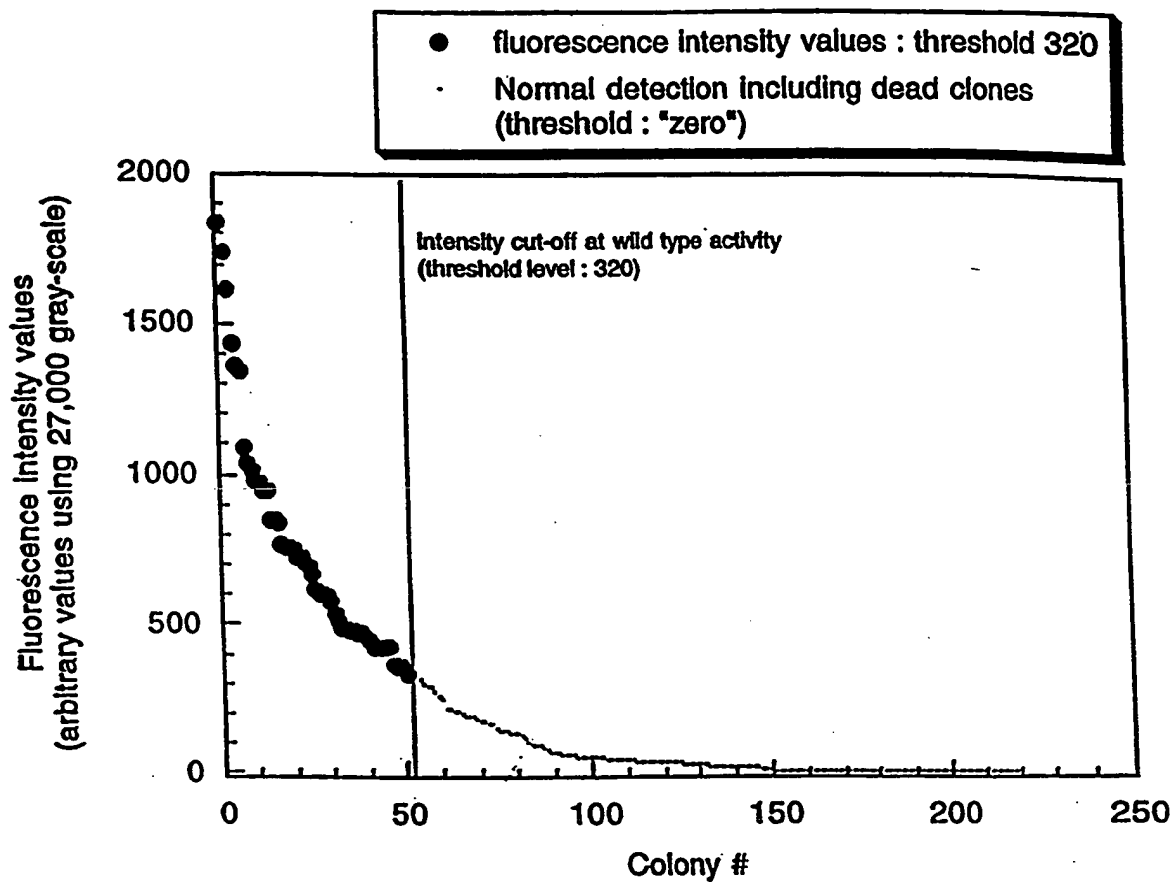 fluorescence intensity values : threshold 320
Normal detection including dead clones
(threshold : "zero")
2000
1500
1000
500
0
Fluorescence intensity values
(arbitrary values using 27,000 gray-scale)
intensity cut-off at wild type activity
(threshold level : 320)
0
50
100
150
200
250
Colony #